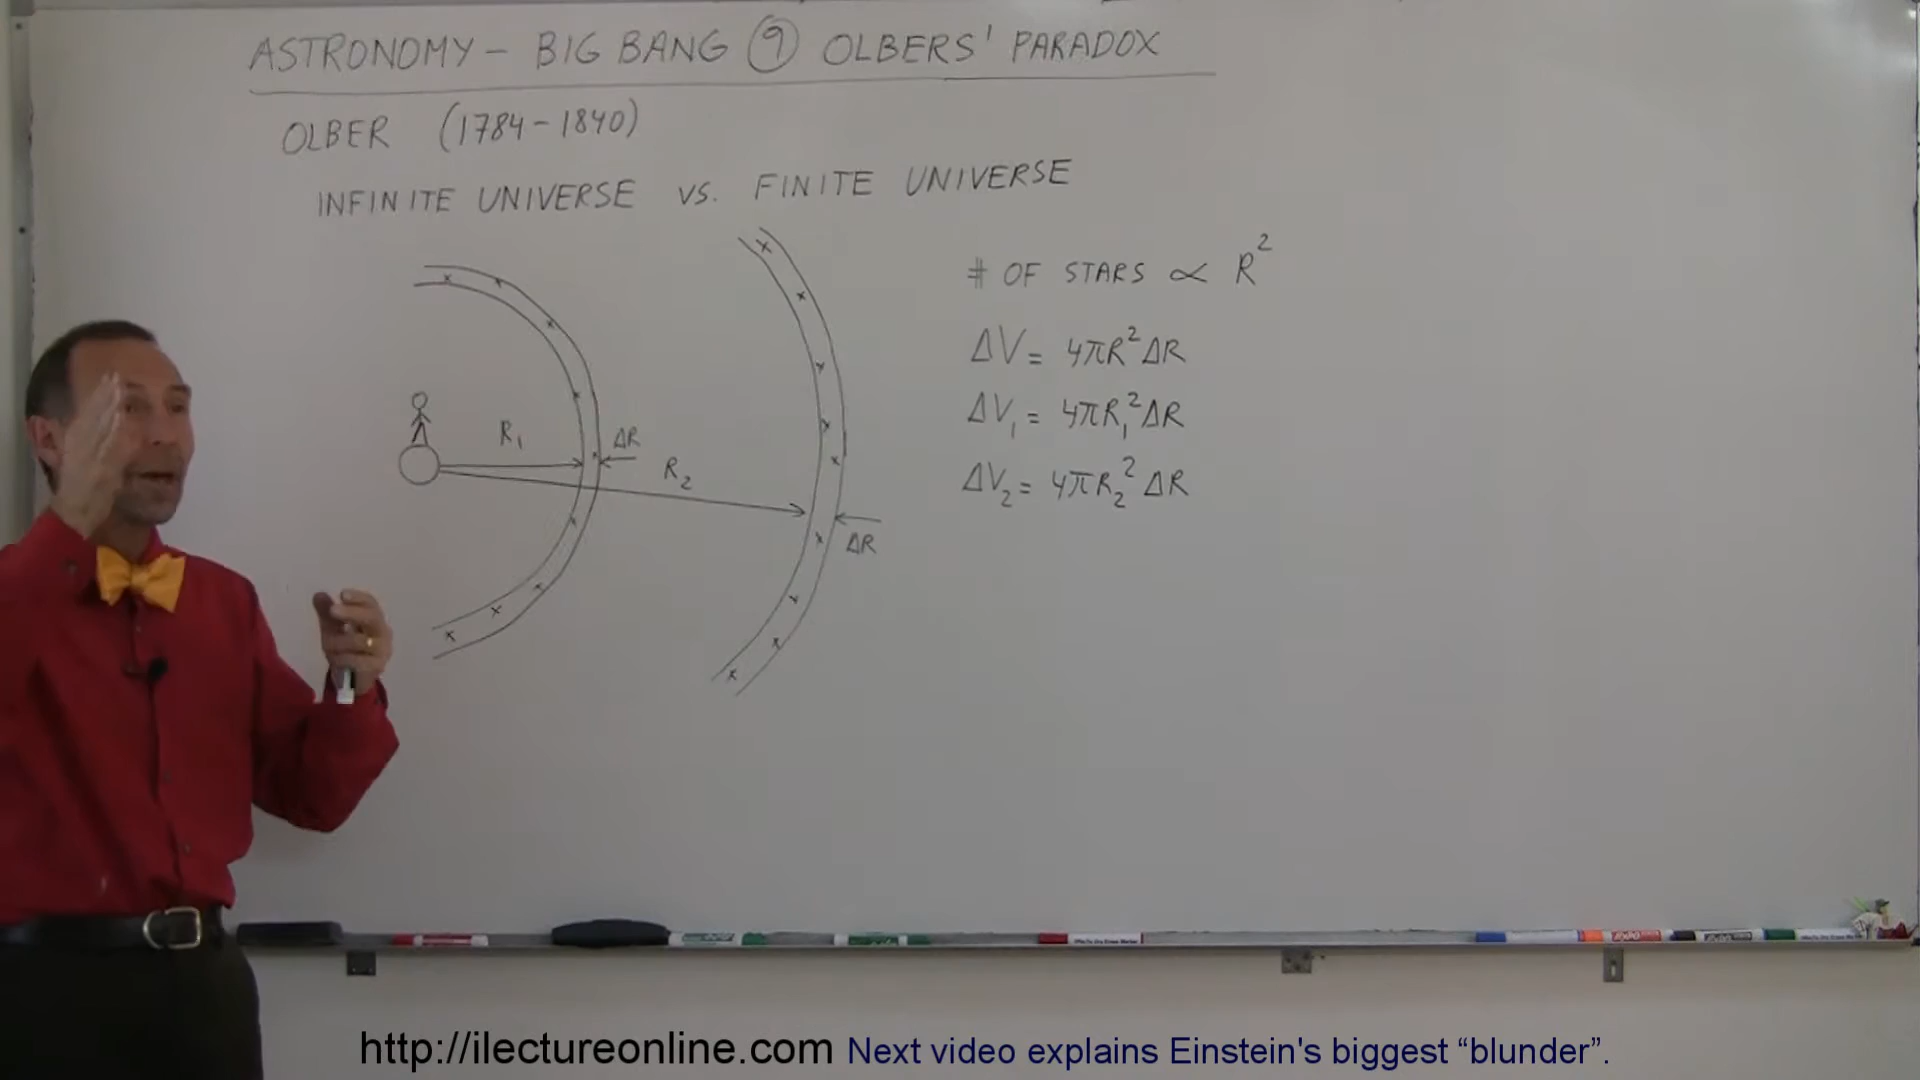 ASTRONOMY – BIG BANG ⑨ OLBERS' PARADOX
OLBER (1784 – 1840)
INFINITE UNIVERSE VS. FINITE UNIVERSE
# OF STARS ∝ R²
ΔV = 4πR²ΔR
ΔV₁ = 4πR₁²ΔR
ΔV₂ = 4πR₂²ΔR
R₁
ΔR
R₂
ΔR
http://ilectureonline.com Next video explains Einstein's biggest “blunder”.